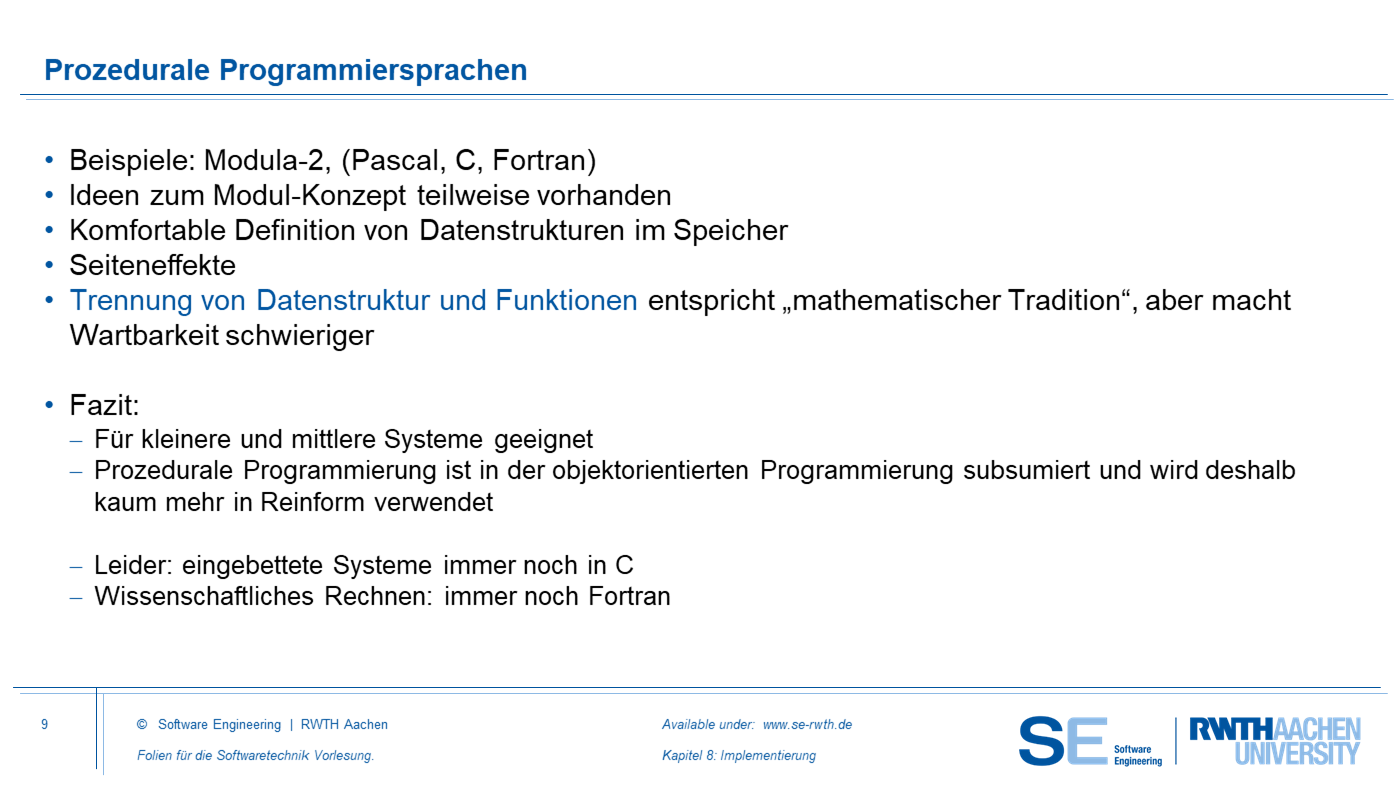 Prozedurale Programmiersprachen
• Beispiele: Modula-2, (Pascal, C, Fortran)
• Ideen zum Modul-Konzept teilweise vorhanden
• Komfortable Definition von Datenstrukturen im Speicher
• Seiteneffekte
• Trennung von Datenstruktur und Funktionen entspricht „mathematischer Tradition“, aber macht
Wartbarkeit schwieriger
• Fazit:
– Für kleinere und mittlere Systeme geeignet
– Prozedurale Programmierung ist in der objektorientierten Programmierung subsumiert und wird deshalb
kaum mehr in Reinform verwendet
– Leider: eingebettete Systeme immer noch in C
– Wissenschaftliches Rechnen: immer noch Fortran
9
© Software Engineering | RWTH Aachen
Folien für die Softwaretechnik Vorlesung.
Available under: www.se-rwth.de
Kapitel 8: Implementierung
SE Software
Engineering
RWTHAACHEN
UNIVERSITY